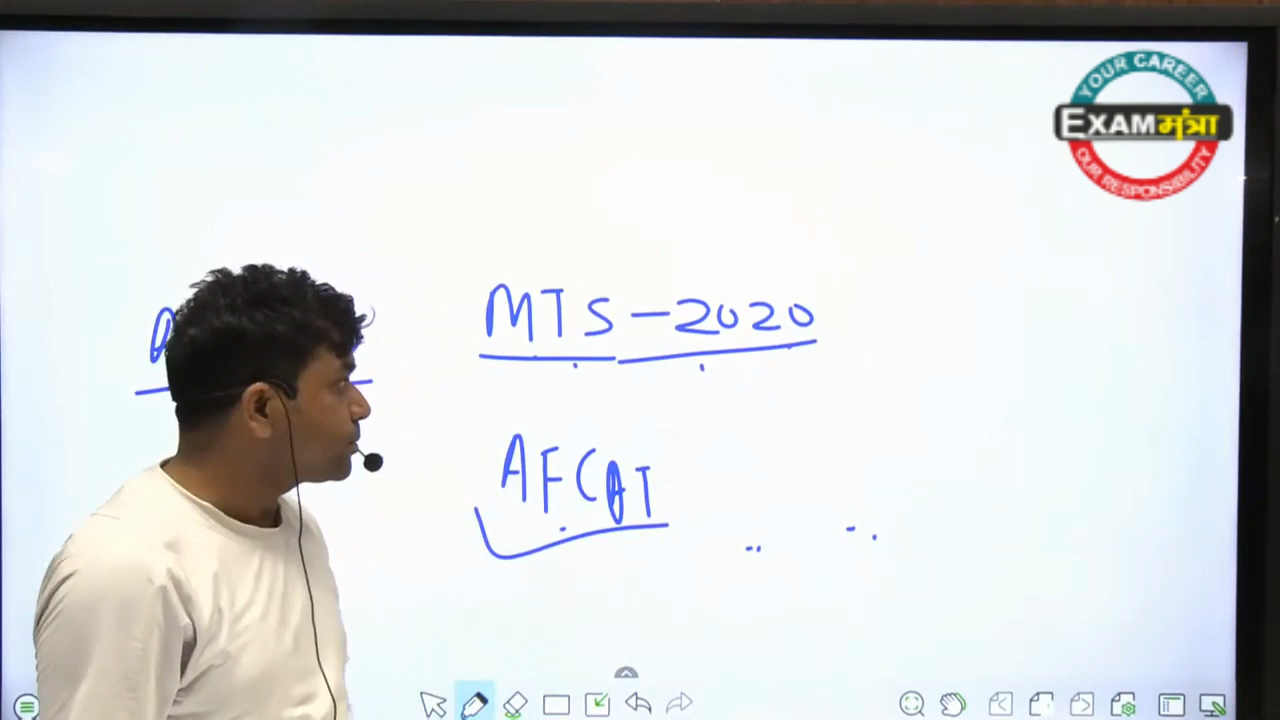 YOUR CAREER
EXAMमंत्रा
OUR RESPONSIBILITY
MTS-2020
AFCAT